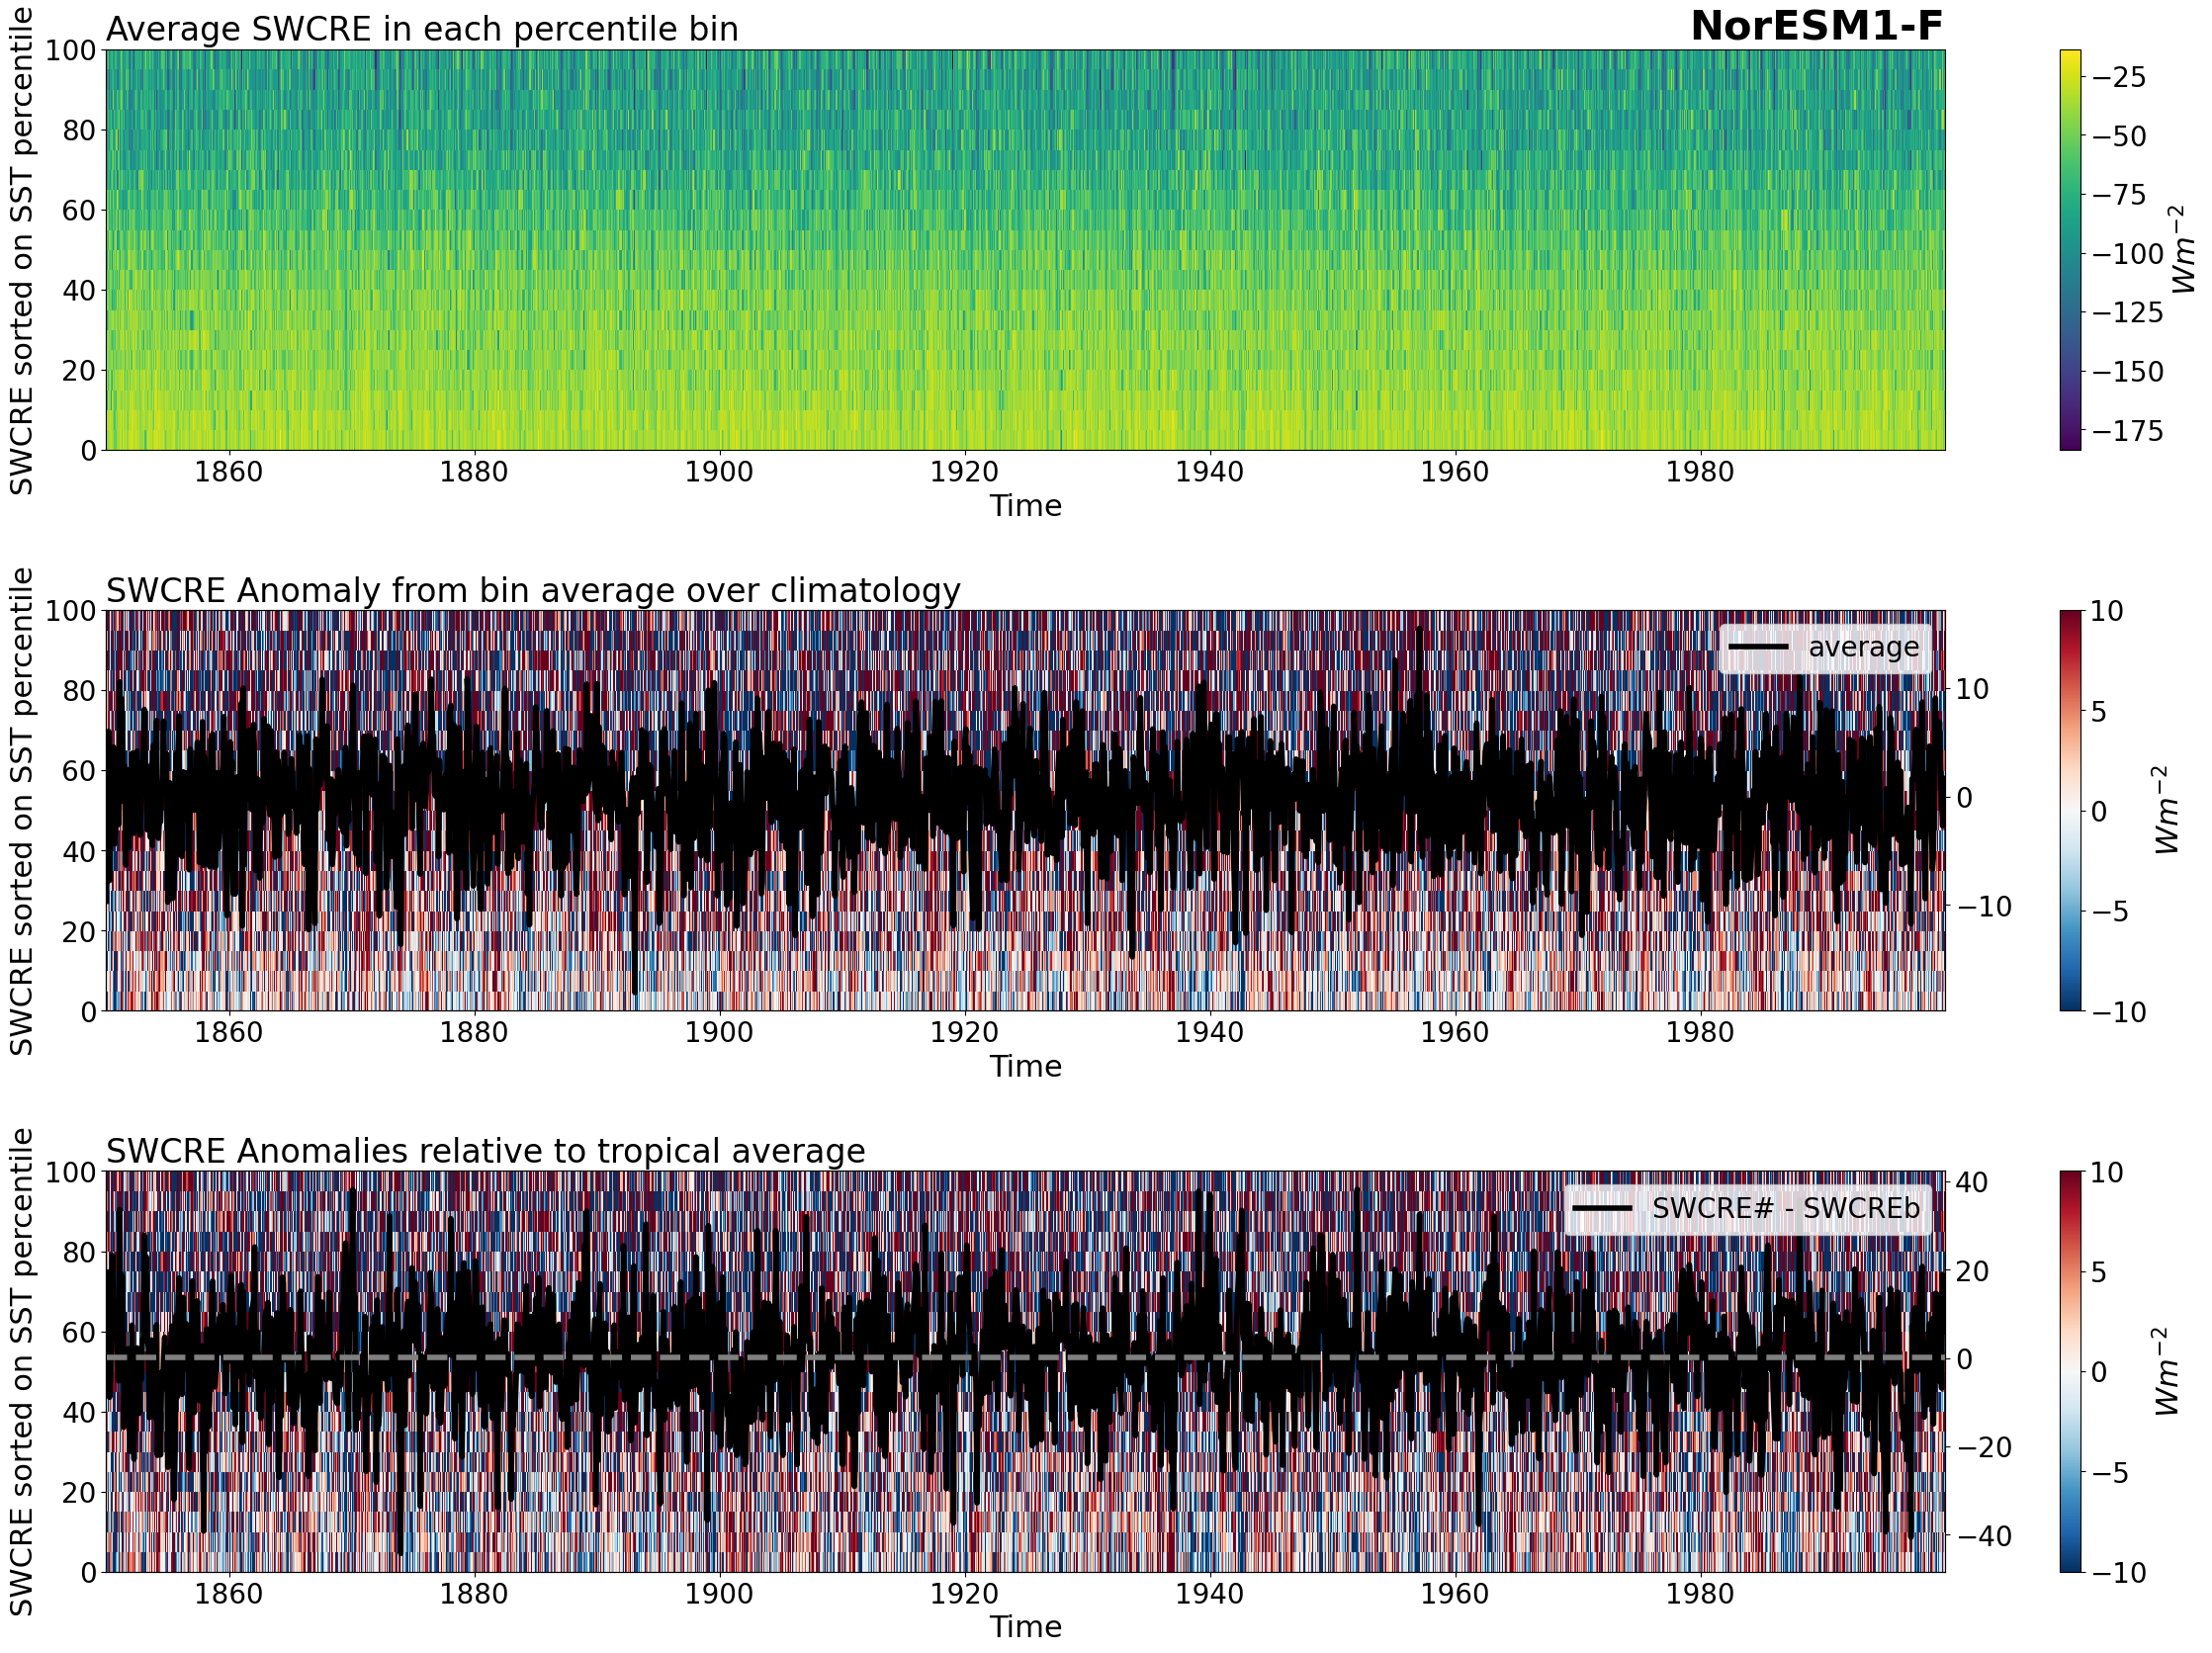 Average SWCRE in each percentile bin
NorESM1-F
SWCRE sorted on SST percentile
100
80
60
40
20
0
1860 1880 1900 1920 1940 1960 1980
Time
−25
−50
−75
−100
−125
−150
−175
Wm−2
SWCRE Anomaly from bin average over climatology
SWCRE sorted on SST percentile
100
80
60
40
20
0
1860 1880 1900 1920 1940 1960 1980
Time
average
10
0
−10
10
5
0
−5
−10
Wm−2
SWCRE Anomalies relative to tropical average
SWCRE sorted on SST percentile
100
80
60
40
20
0
1860 1880 1900 1920 1940 1960 1980
Time
SWCRE# - SWCREb
40
20
0
−20
−40
10
5
0
−5
−10
Wm−2